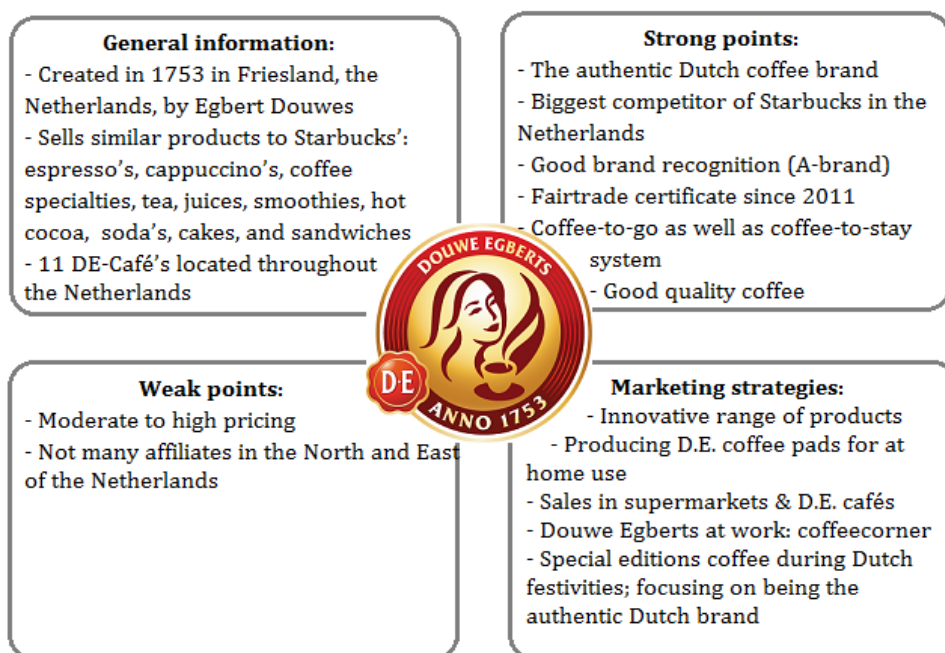 General information:
- Created in 1753 in Friesland, the
Netherlands, by Egbert Douwes
- Sells similar products to Starbucks':
espresso's, cappuccino's, coffee
specialties, tea, juices, smoothies, hot
cocoa, soda's, cakes, and sandwiches
- 11 DE-Café's located throughout
the Netherlands
Strong points:
- The authentic Dutch coffee brand
- Biggest competitor of Starbucks in the
Netherlands
- Good brand recognition (A-brand)
- Fairtrade certificate since 2011
- Coffee-to-go as well as coffee-to-stay
system
- Good quality coffee
DOUWE EGBERTS
D·E
ANNO 1753
Weak points:
- Moderate to high pricing
- Not many affiliates in the North and East
of the Netherlands
Marketing strategies:
- Innovative range of products
- Producing D.E. coffee pads for at
home use
- Sales in supermarkets & D.E. cafés
- Douwe Egberts at work: coffeecorner
- Special editions coffee during Dutch
festivities; focusing on being the
authentic Dutch brand